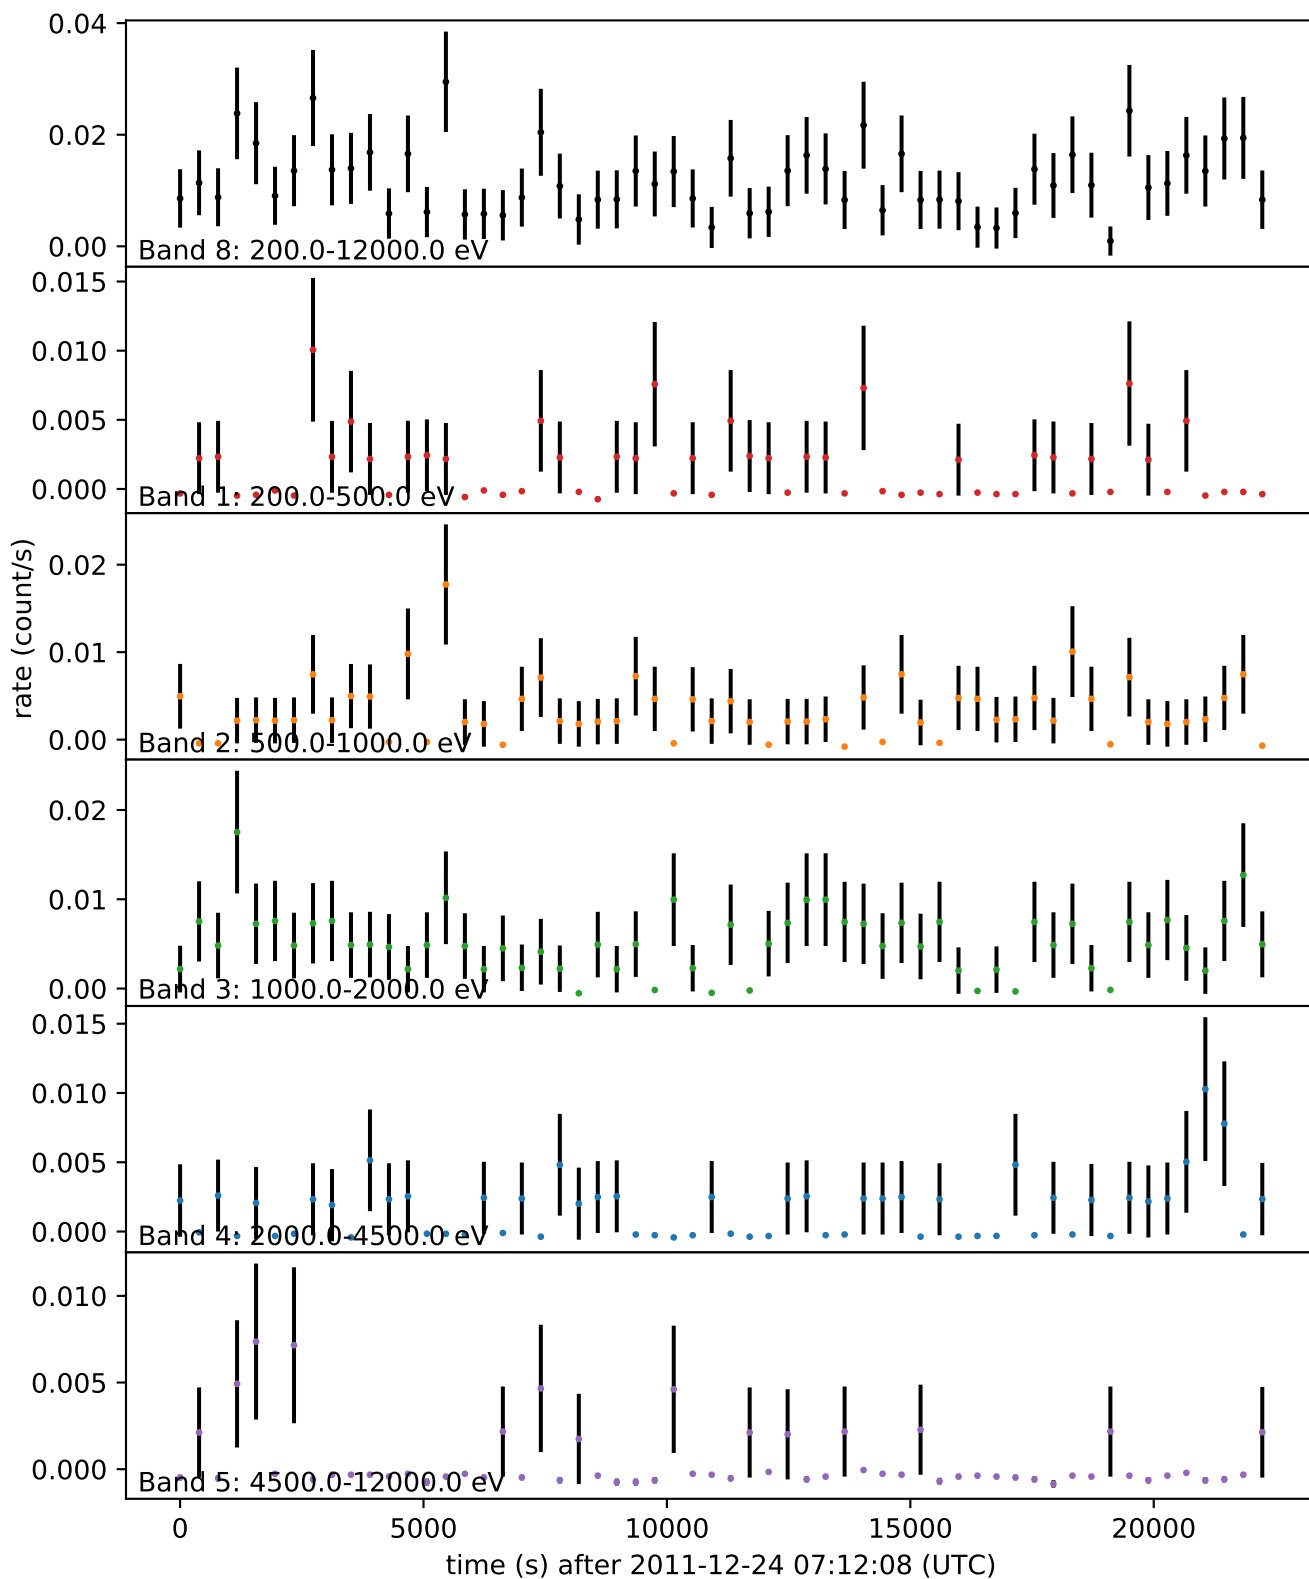 0.04
0.02
0.00
Band 8: 200.0-12000.0 eV
0.015
0.010
0.005
0.000
Band 1: 200.0-500.0 eV
rate (count/s)
0.02
0.01
0.00
Band 2: 500.0-1000.0 eV
0.02
0.01
0.00
Band 3: 1000.0-2000.0 eV
0.015
0.010
0.005
0.000
Band 4: 2000.0-4500.0 eV
0.010
0.005
0.000
Band 5: 4500.0-12000.0 eV
0 5000 10000 15000 20000
time (s) after 2011-12-24 07:12:08 (UTC)